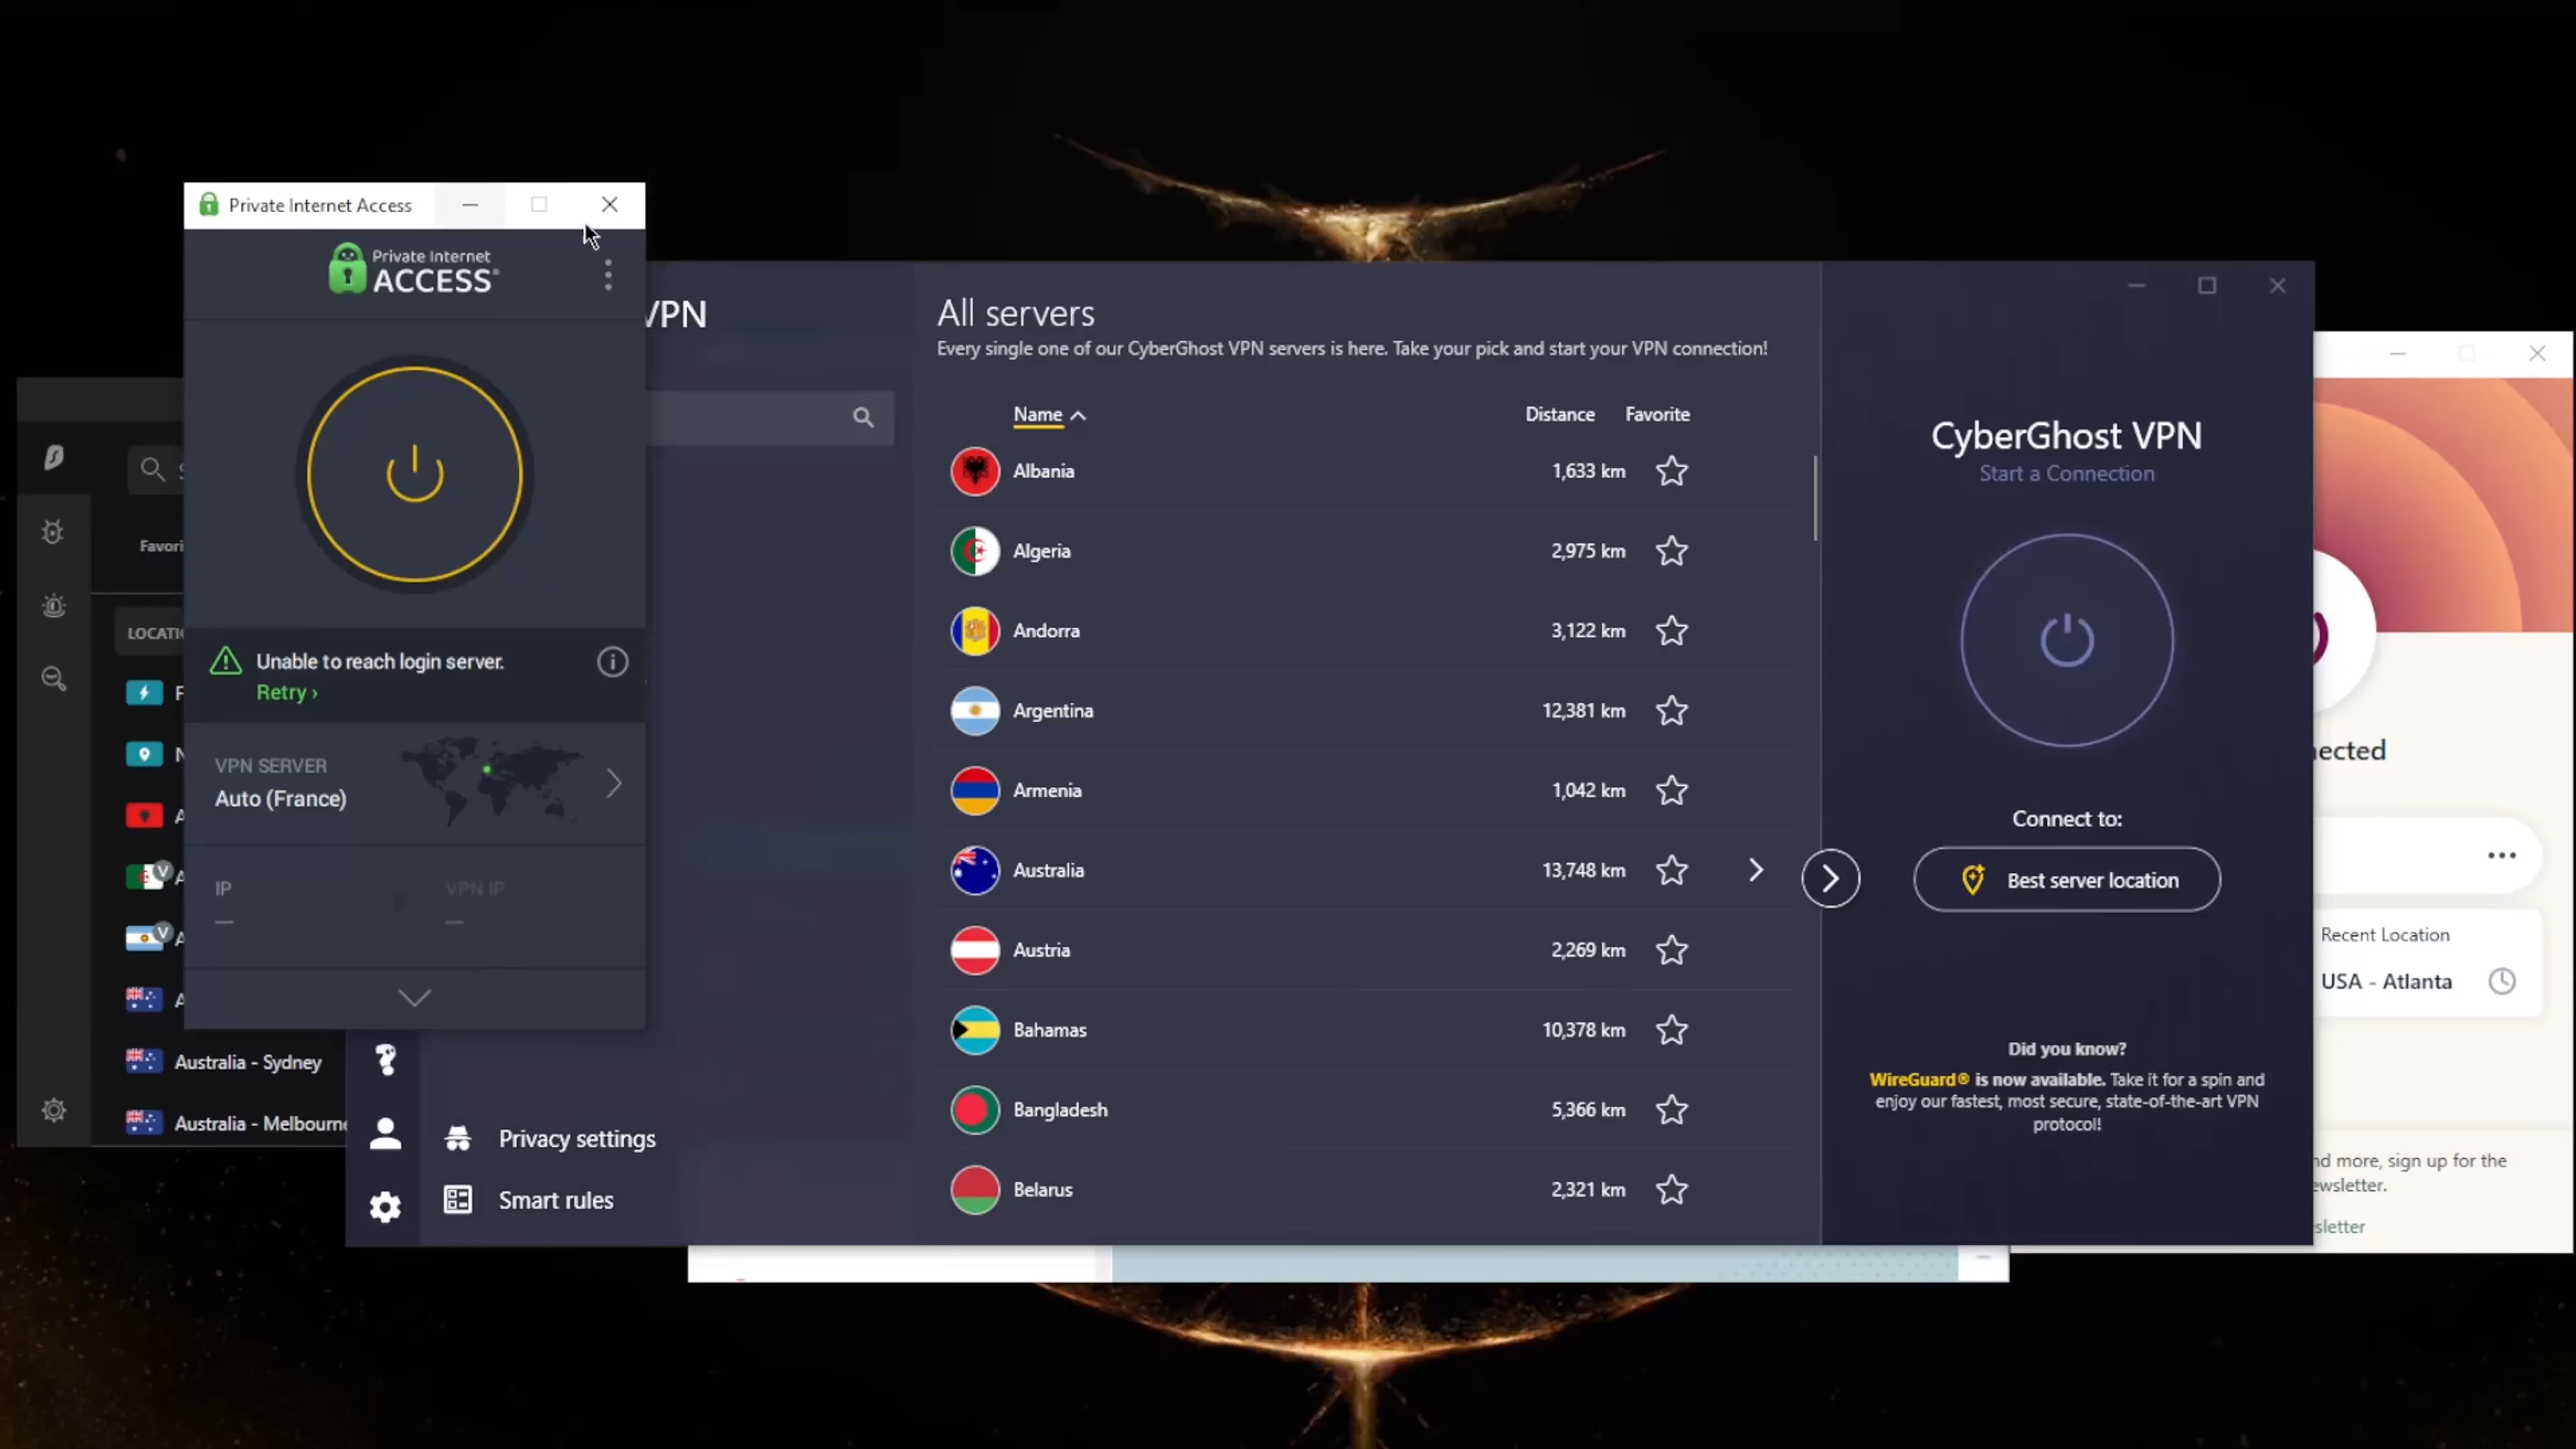 Private Internet Access
Private Internet
ACCESS®
Unable to reach login server.
Retry ›
VPN SERVER
Auto (France)
IP
VPN IP
—
—
Favori
LOCATI
Australia - Sydney
Australia - Melbourne
VPN
Privacy settings
Smart rules
All servers
Every single one of our CyberGhost VPN servers is here. Take your pick and start your VPN connection!
Name
Distance
Favorite
Albania
1,633 km
Algeria
2,975 km
Andorra
3,122 km
Argentina
12,381 km
Armenia
1,042 km
Australia
13,748 km
Austria
2,269 km
Bahamas
10,378 km
Bangladesh
5,366 km
Belarus
2,321 km
CyberGhost VPN
Start a Connection
Connect to:
Best server location
Did you know?
WireGuard® is now available. Take it for a spin and
enjoy our fastest, most secure, state-of-the-art VPN
protocol!
nected
Recent Location
USA - Atlanta
nd more, sign up for the
ewsletter.
sletter